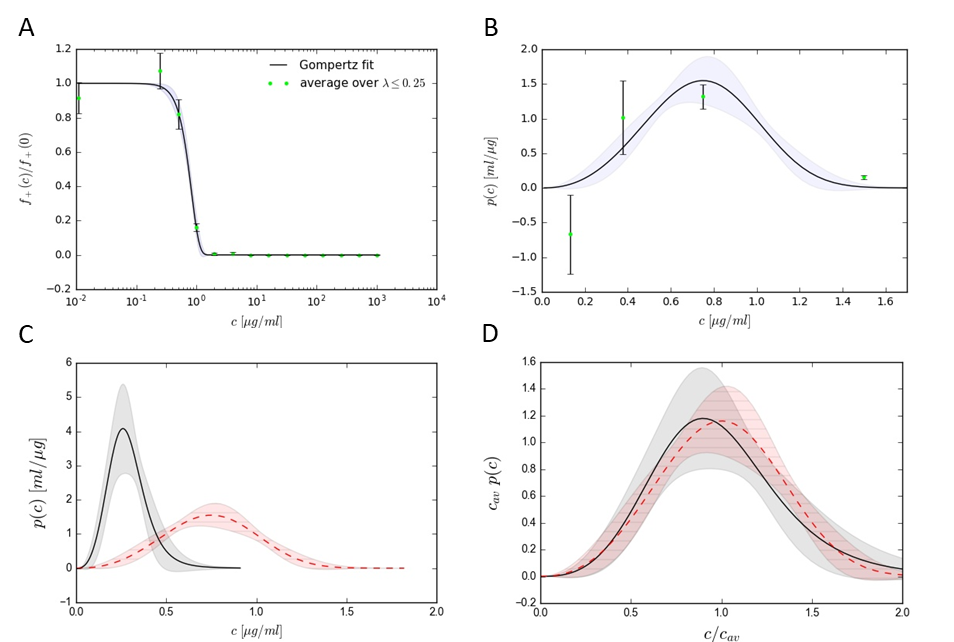 A
1.2
1.0
0.8
0.6
0.4
0.2
0.0
−0.2
f₊(c)/f₊(0)
Gompertz fit
average over λ ≤ 0.25
10⁻² 10⁻¹ 10⁰ 10¹ 10² 10³ 10⁴
c [μg/ml]
B
2.0
1.5
1.0
0.5
0.0
−0.5
−1.0
−1.5
p(c) [ml/μg]
0.0 0.2 0.4 0.6 0.8 1.0 1.2 1.4 1.6
c [μg/ml]
C
6
5
4
3
2
1
0
−1
p(c) [ml/μg]
0.0 0.5 1.0 1.5 2.0
c [μg/ml]
D
1.6
1.4
1.2
1.0
0.8
0.6
0.4
0.2
0.0
−0.2
c_av p(c)
0.0 0.5 1.0 1.5 2.0
c/c_av